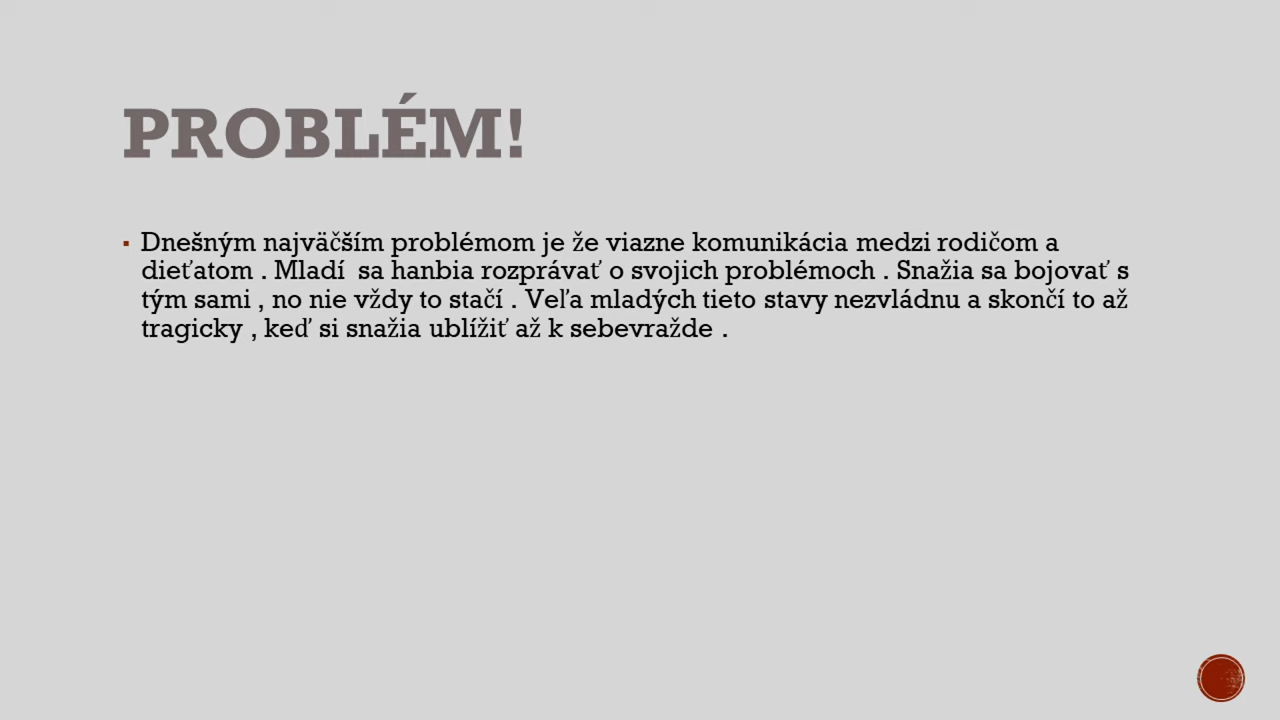 PROBLÉM!
▪ Dnešným najväčším problémom je že viazne komunikácia medzi rodičom a
dieťatom . Mladí  sa hanbia rozprávať o svojich problémoch . Snažia sa bojovať s
tým sami , no nie vždy to stačí . Veľa mladých tieto stavy nezvládnu a skončí to až
tragicky , keď si snažia ublížiť až k sebevražde .